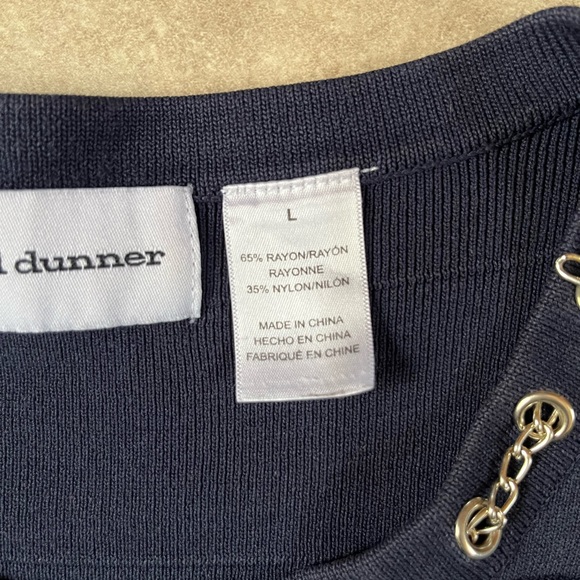 dunner
L
65% RAYON/RAYÓN
RAYONNE
35% NYLON/NILÓN
MADE IN CHINA
HECHO EN CHINA
FABRIQUÉ EN CHINE